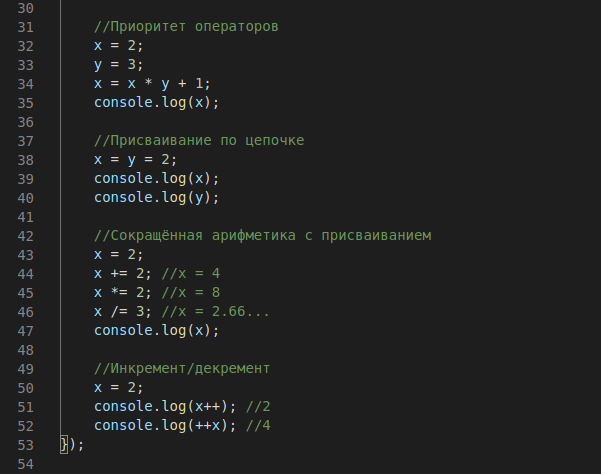 30
31 //Приоритет операторов
32 x = 2;
33 y = 3;
34 x = x * y + 1;
35 console.log(x);
36
37 //Присваивание по цепочке
38 x = y = 2;
39 console.log(x);
40 console.log(y);
41
42 //Сокращённая арифметика с присваиванием
43 x = 2;
44 x += 2; //x = 4
45 x *= 2; //x = 8
46 x /= 3; //x = 2.66...
47 console.log(x);
48
49 //Инкремент/декремент
50 x = 2;
51 console.log(x++); //2
52 console.log(++x); //4
53 });
54